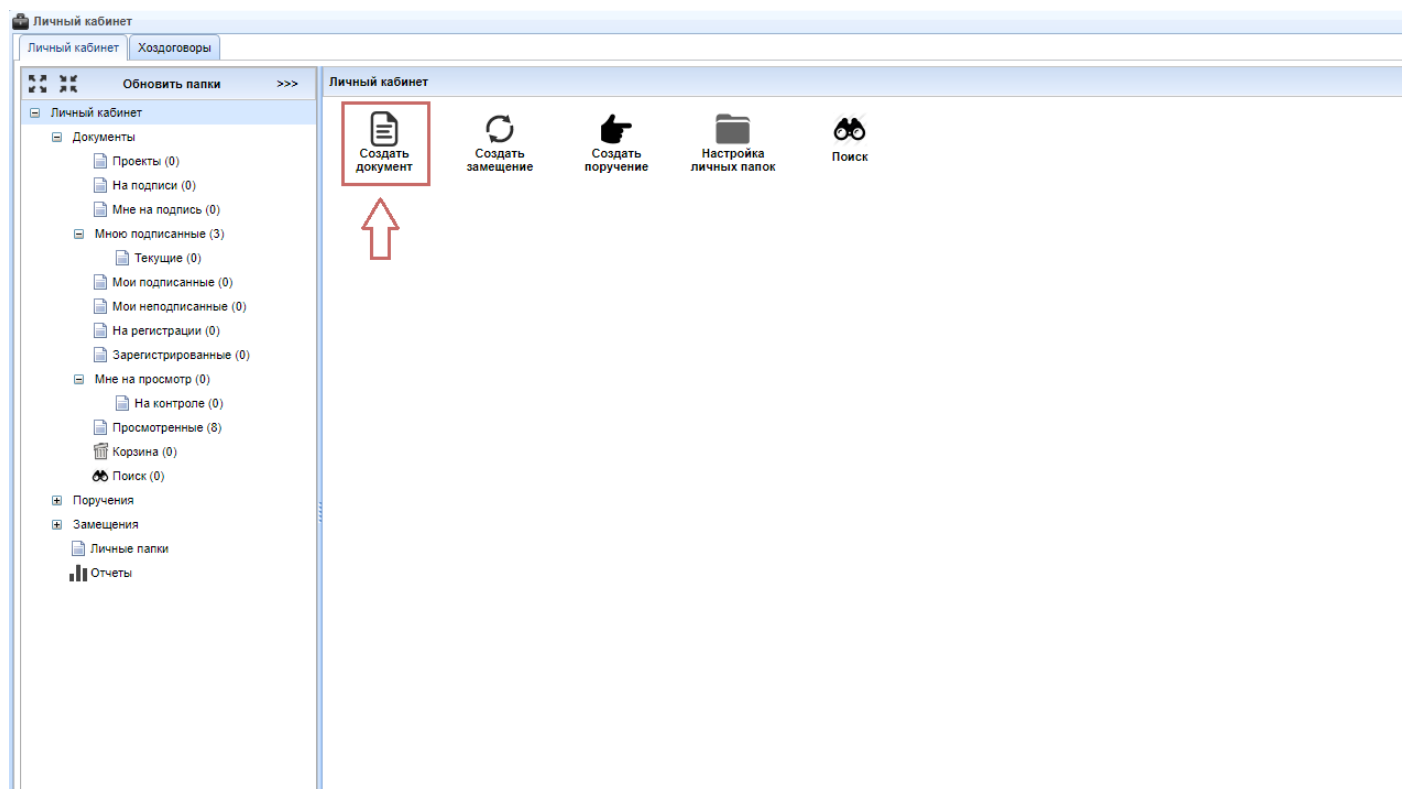 Личный кабинет
Личный кабинет
Хоздоговоры
Обновить папки >>>
Личный кабинет
Документы
Проекты (0)
На подписи (0)
Мне на подпись (0)
Мною подписанные (3)
Текущие (0)
Мои подписанные (0)
Мои неподписанные (0)
На регистрации (0)
Зарегистрированные (0)
Мне на просмотр (0)
На контроле (0)
Просмотренные (8)
Корзина (0)
Поиск (0)
Поручения
Замещения
Личные папки
Отчеты
Личный кабинет
Создать
документ
Создать
замещение
Создать
поручение
Настройка
личных папок
Поиск